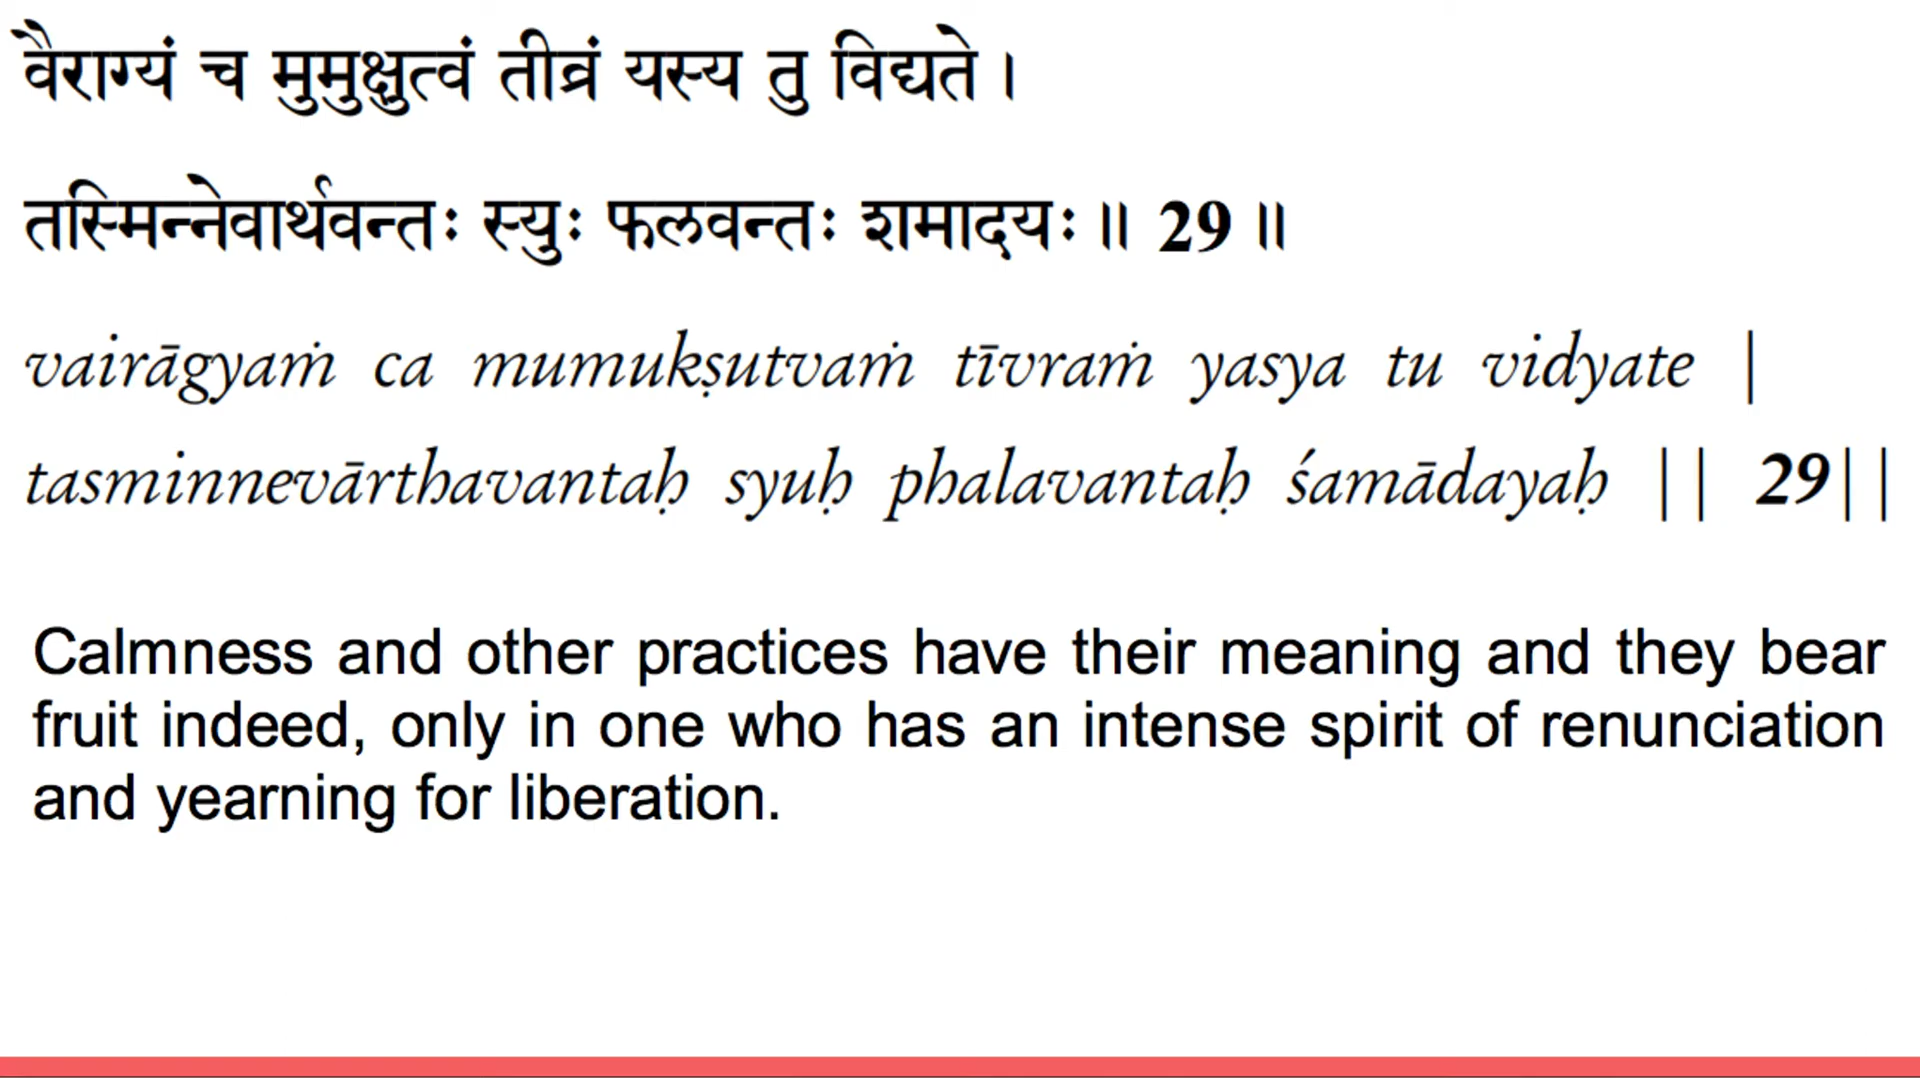 वैराग्यं च मुमुक्षुत्वं तीव्रं यस्य तु विद्यते ।
तस्मिन्नेवार्थवन्तः स्युः फलवन्तः शमादयः ॥ 29 ॥
vairāgyaṁ ca mumukṣutvaṁ tīvraṁ yasya tu vidyate |
tasminnevārthavantaḥ syuḥ phalavantaḥ śamādayaḥ || 29||
Calmness and other practices have their meaning and they bear
fruit indeed, only in one who has an intense spirit of renunciation
and yearning for liberation.